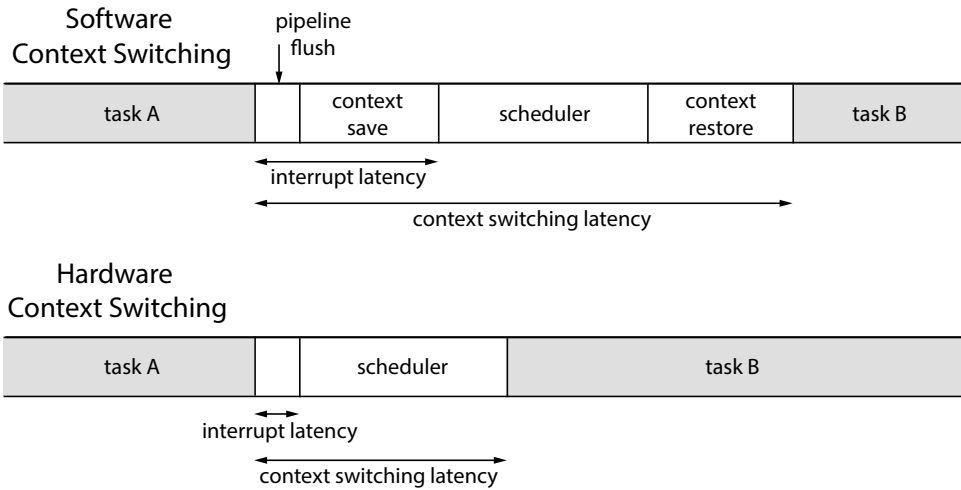 Software
Context Switching
pipeline
flush
task A
context
save
scheduler
context
restore
task B
interrupt latency
context switching latency
Hardware
Context Switching
task A
scheduler
task B
interrupt latency
context switching latency